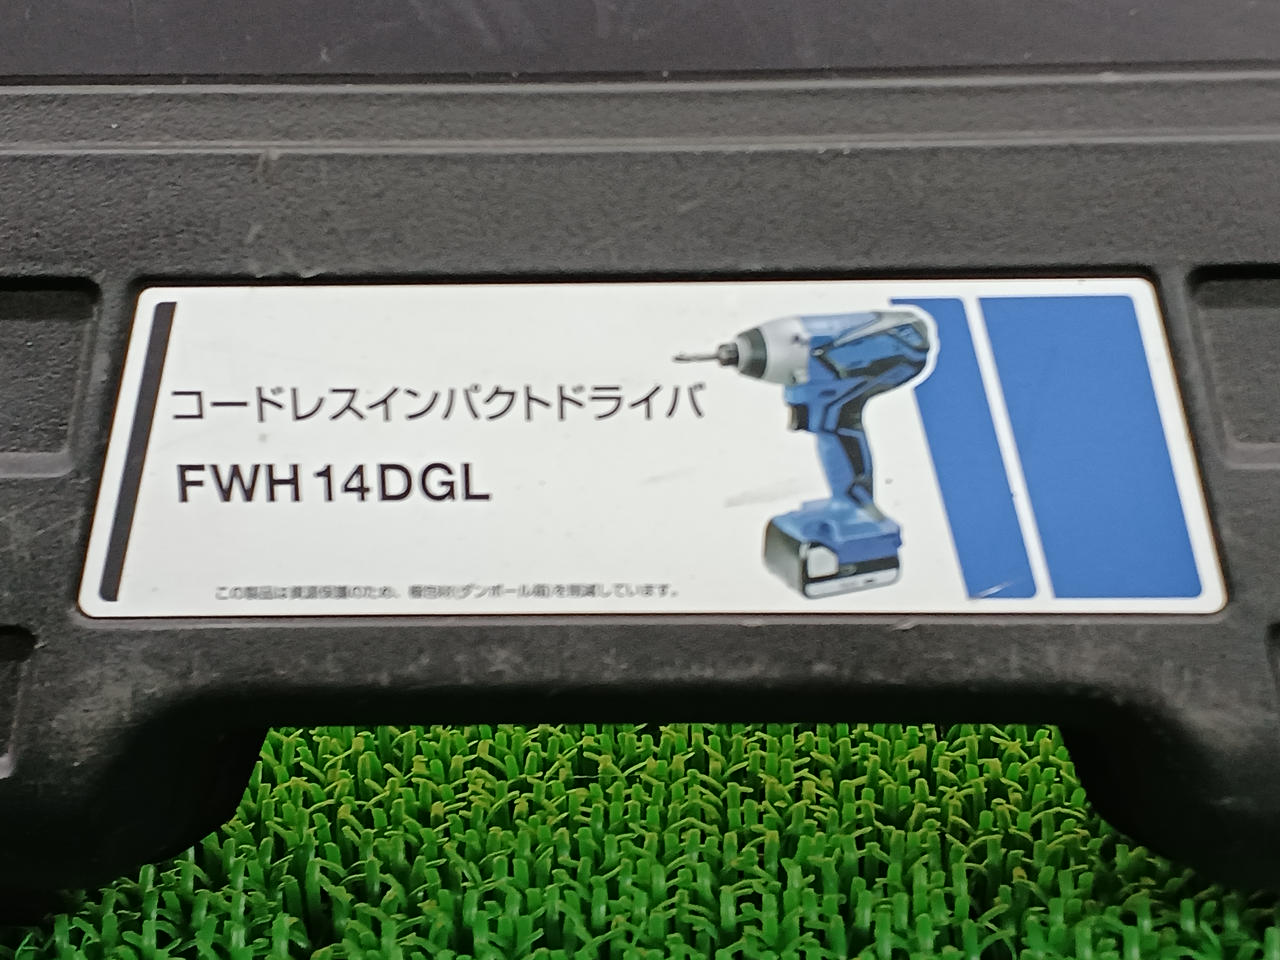 コードレスインパクトドライバ
FWH14DGL
この製品は資源保護のため、梱包材(ダンボール箱)を削減しています。